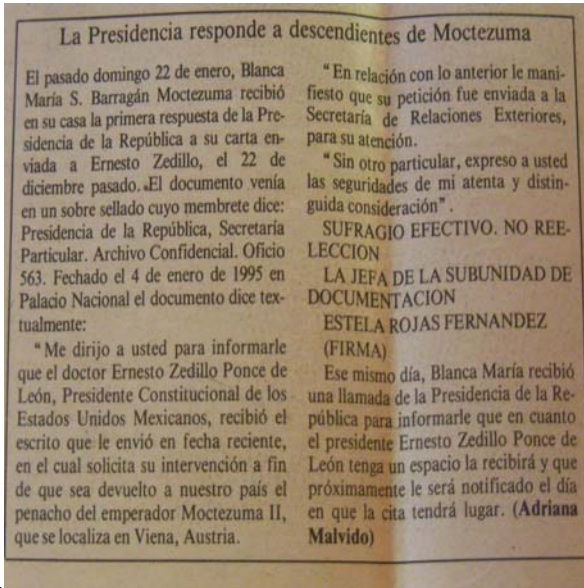 La Presidencia responde a descendientes de Moctezuma
El pasado domingo 22 de enero, Blanca
María S. Barragán Moctezuma recibió
en su casa la primera respuesta de la Pre-
sidencia de la República a su carta en-
viada a Ernesto Zedillo, el 22 de
diciembre pasado. El documento venía
en un sobre sellado cuyo membrete dice:
Presidencia de la República, Secretaría
Particular. Archivo Confidencial. Oficio
563. Fechado el 4 de enero de 1995 en
Palacio Nacional el documento dice tex-
tualmente:
“Me dirijo a usted para informarle
que el doctor Ernesto Zedillo Ponce de
León, Presidente Constitucional de los
Estados Unidos Mexicanos, recibió el
escrito que le envió en fecha reciente,
en el cual solicita su intervención a fin
de que sea devuelto a nuestro país el
penacho del emperador Moctezuma II,
que se localiza en Viena, Austria.
“En relación con lo anterior le mani-
fiesto que su petición fue enviada a la
Secretaría de Relaciones Exteriores,
para su atención.
“Sin otro particular, expreso a usted
las seguridades de mi atenta y distin-
guida consideración”.
SUFRAGIO EFECTIVO. NO REE-
LECCION
LA JEFA DE LA SUBUNIDAD DE
DOCUMENTACION
ESTELA ROJAS FERNANDEZ
(FIRMA)
Ese mismo día, Blanca María recibió
una llamada de la Presidencia de la Re-
pública para informarle que en cuanto
el presidente Ernesto Zedillo Ponce de
León tenga un espacio la recibirá y que
próximamente le será notificado el día
en que la cita tendrá lugar. (Adriana
Malvido)